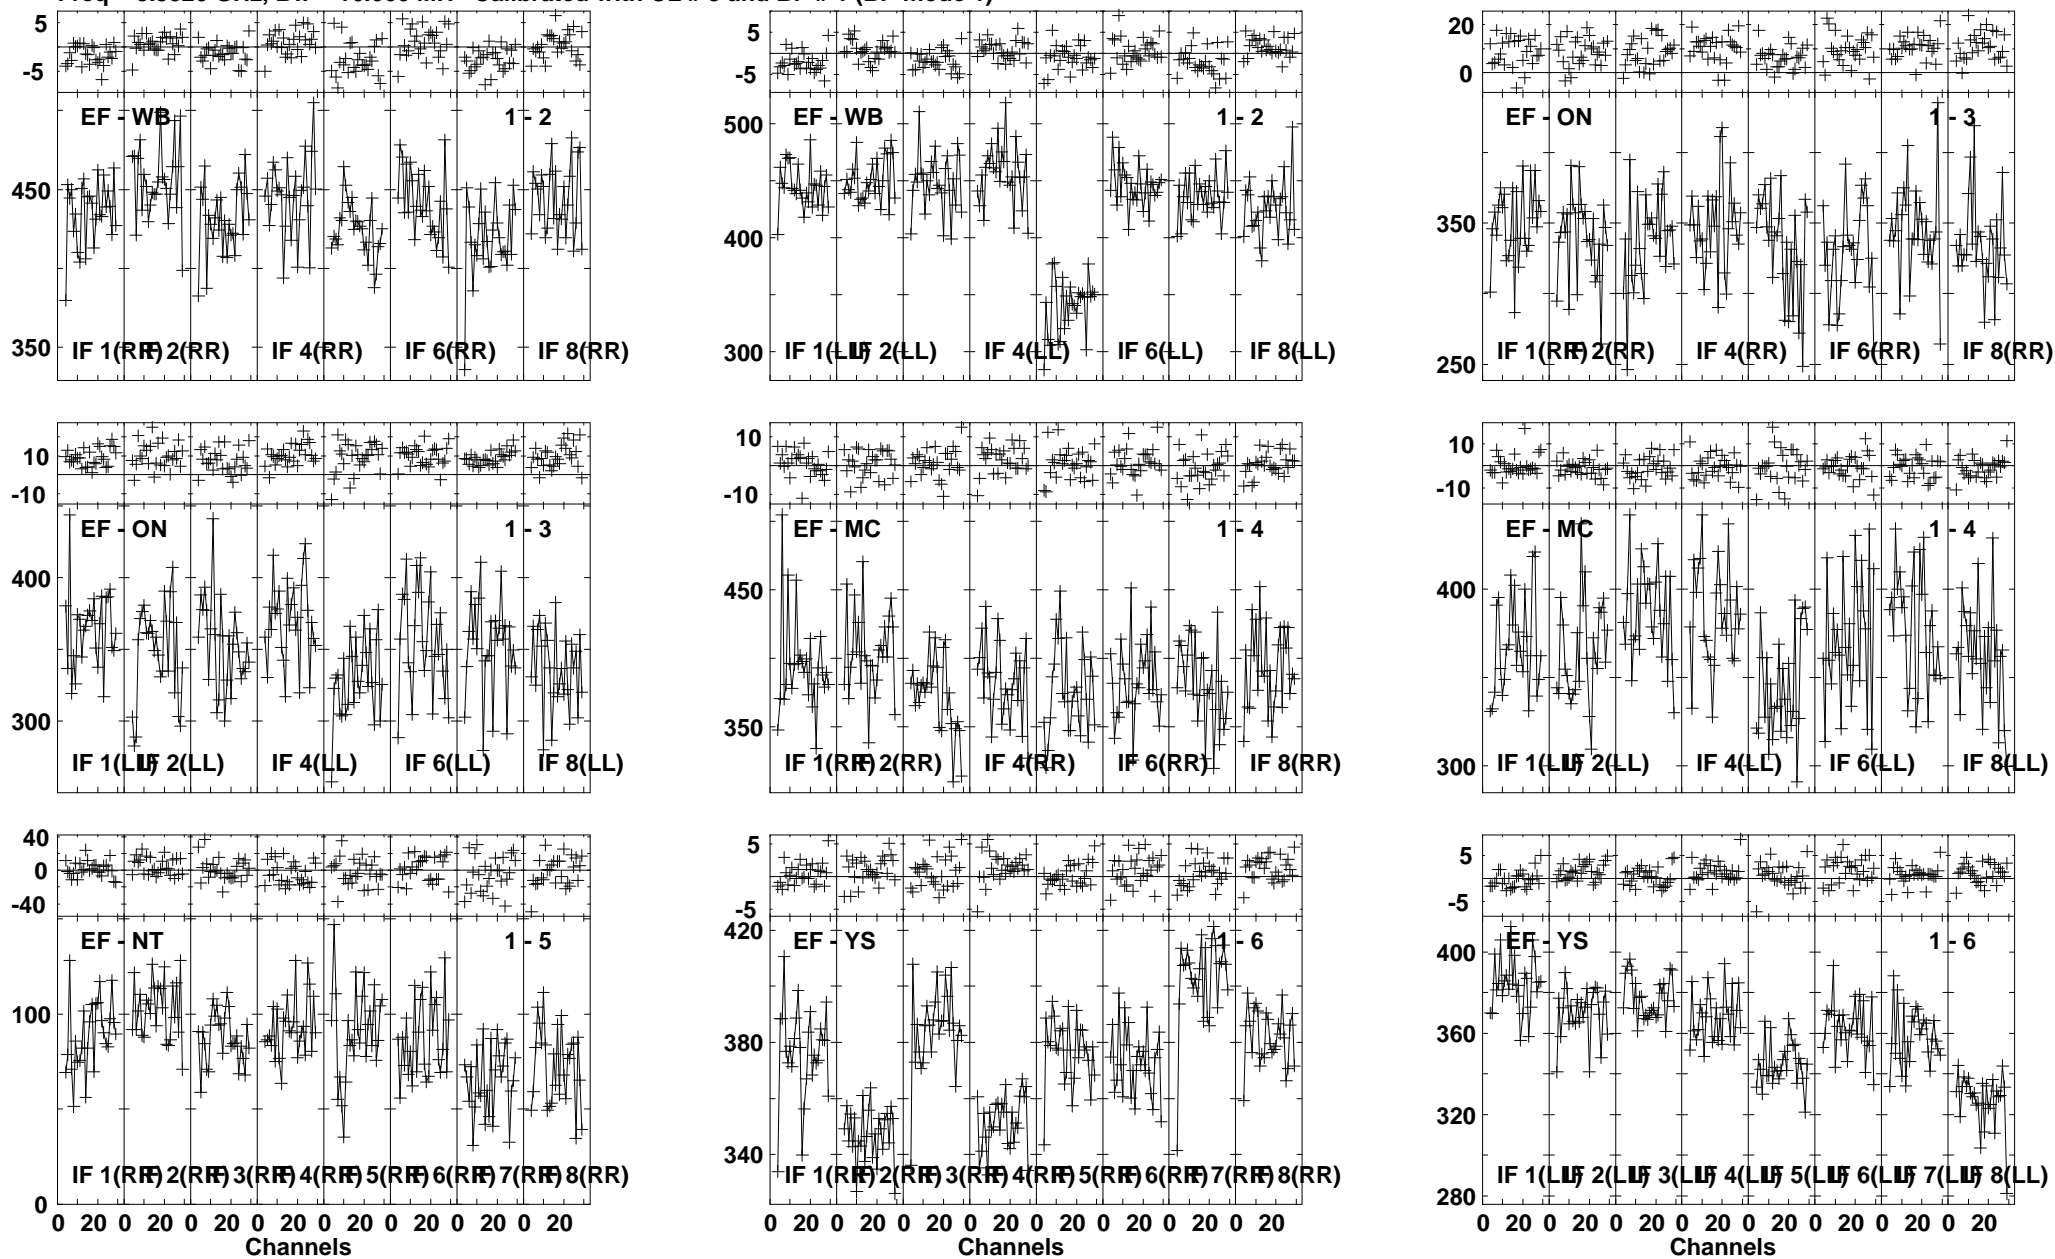 5
-5
EF - WB
1 - 2
450
350
IF 1(RR)
IF 2(RR)
IF 4(RR)
IF 6(RR)
IF 8(RR)
5
-5
EF - WB
1 - 2
500
400
300
IF 1(LL)
IF 2(LL)
IF 4(LL)
IF 6(LL)
IF 8(LL)
20
0
EF - ON
1 - 3
350
250
IF 1(RR)
IF 2(RR)
IF 4(RR)
IF 6(RR)
IF 8(RR)
10
-10
EF - ON
1 - 3
400
300
IF 1(LL)
IF 2(LL)
IF 4(LL)
IF 6(LL)
IF 8(LL)
10
-10
EF - MC
1 - 4
450
350
IF 1(RR)
IF 2(RR)
IF 4(RR)
IF 6(RR)
IF 8(RR)
10
-10
EF - MC
1 - 4
400
300
IF 1(LL)
IF 2(LL)
IF 4(LL)
IF 6(LL)
IF 8(LL)
40
0
-40
EF - NT
1 - 5
100
0
IF 1(RR)
IF 2(RR)
IF 3(RR)
IF 4(RR)
IF 5(RR)
IF 6(RR)
IF 7(RR)
IF 8(RR)
0 20 0 20 0 20 0 20 0 20 0 20 0 20 0 20
Channels
5
-5
EF - YS
1 - 6
420
380
340
IF 1(RR)
IF 2(RR)
IF 3(RR)
IF 4(RR)
IF 5(RR)
IF 6(RR)
IF 7(RR)
IF 8(RR)
0 20 0 20 0 20 0 20 0 20 0 20 0 20 0 20
Channels
5
-5
EF - YS
1 - 6
400
360
320
280
IF 1(LL)
IF 2(LL)
IF 3(LL)
IF 4(LL)
IF 5(LL)
IF 6(LL)
IF 7(LL)
IF 8(LL)
0 20 0 20 0 20 0 20 0 20 0 20 0 20 0 20
Channels